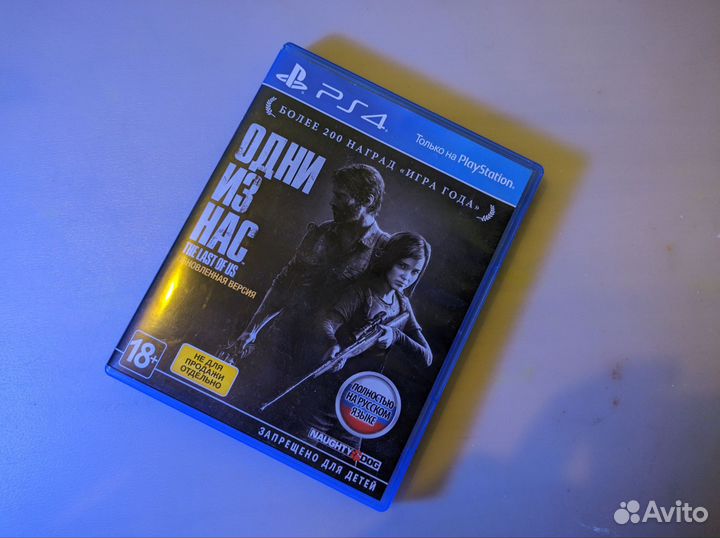 PS4
Только на PlayStation.
БОЛЕЕ 200 НАГРАД «ИГРА ГОДА»
ОДНИ
ИЗ
НАС
THE LAST OF US
ОБНОВЛЕННАЯ ВЕРСИЯ
18+
НЕ ДЛЯ
ПРОДАЖИ
ОТДЕЛЬНО
ПОЛНОСТЬЮ
НА РУССКОМ
ЯЗЫКЕ
NAUGHTY DOG
ЗАПРЕЩЕНО ДЛЯ ДЕТЕЙ
Avito